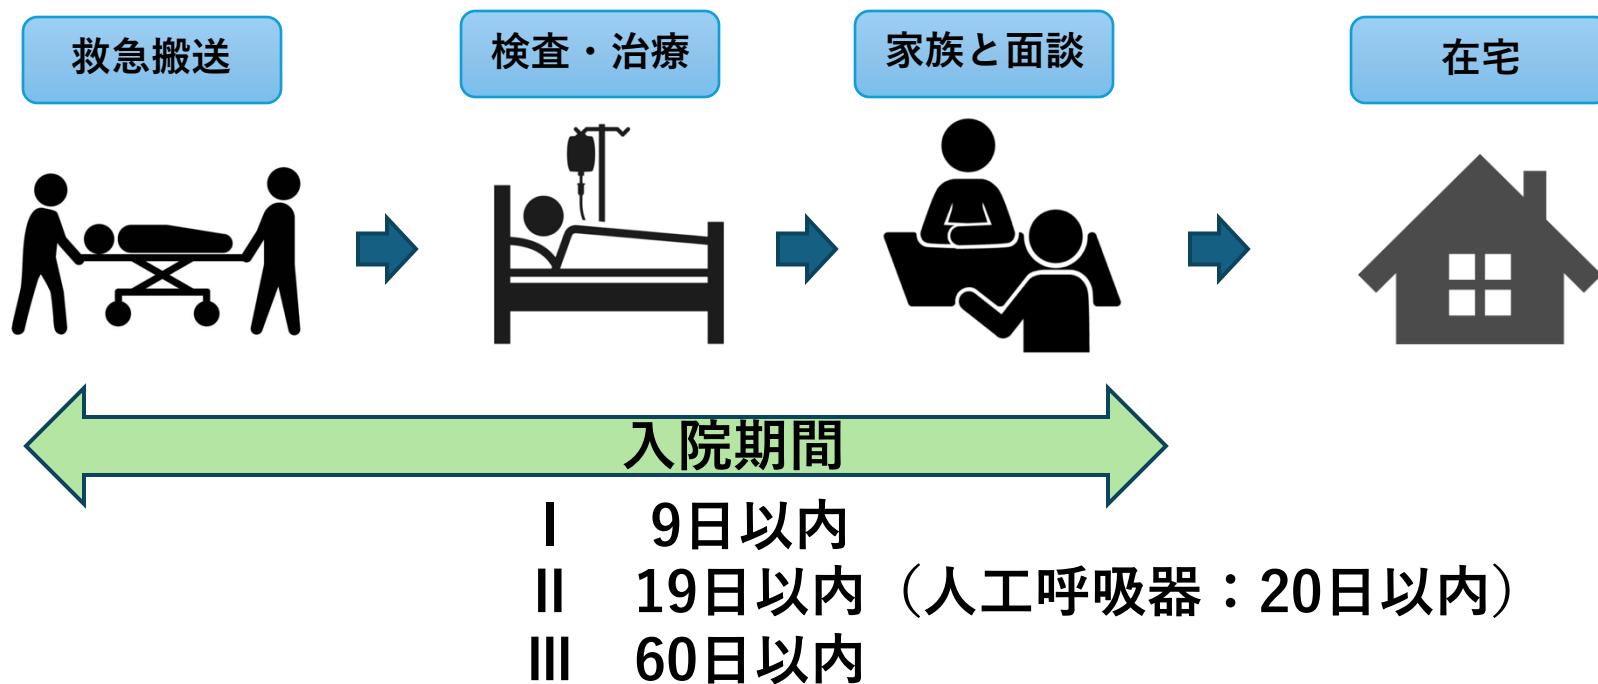 救急搬送
検査・治療
家族と面談
在宅
入院期間
Ⅰ 9日以内
Ⅱ 19日以内（人工呼吸器：20日以内）
Ⅲ 60日以内